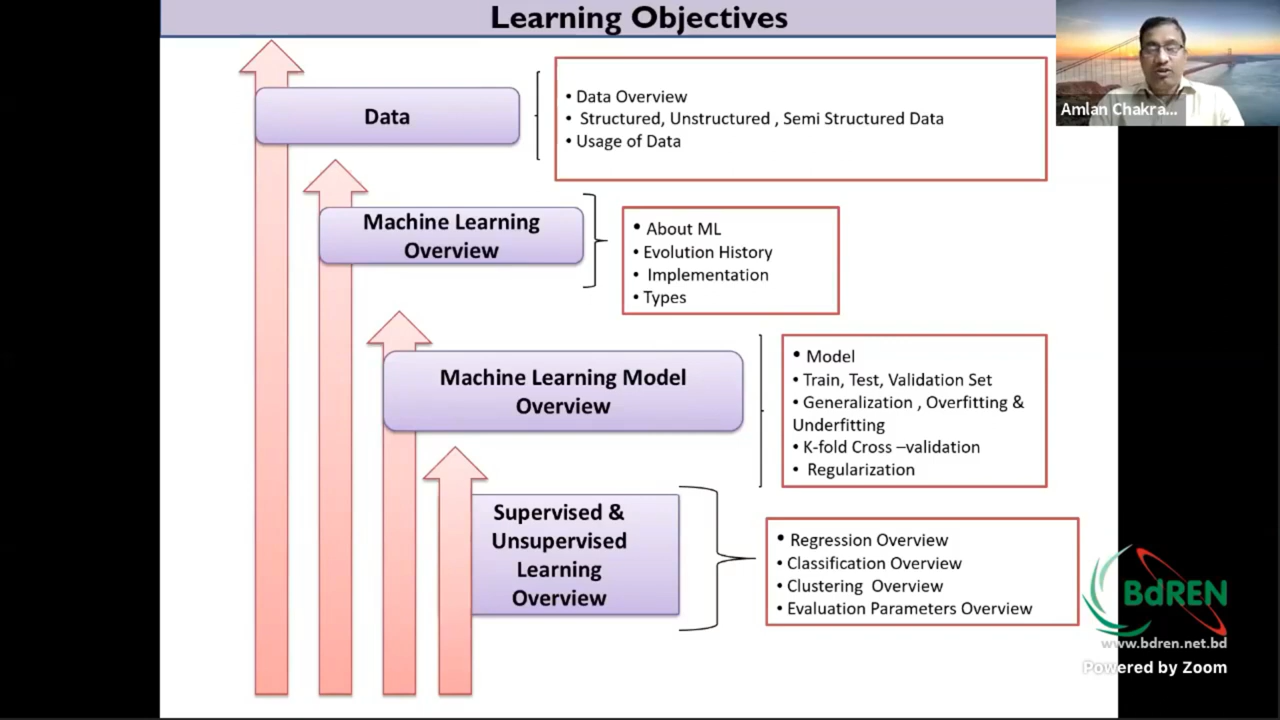 Learning Objectives
Data
• Data Overview
• Structured, Unstructured , Semi Structured Data
• Usage of Data
Amlan Chakra...
Machine Learning
Overview
• About ML
• Evolution History
• Implementation
• Types
Machine Learning Model
Overview
• Model
• Train, Test, Validation Set
• Generalization , Overfitting &
Underfitting
• K-fold Cross –validation
• Regularization
Supervised &
Unsupervised
Learning
Overview
• Regression Overview
• Classification Overview
• Clustering Overview
• Evaluation Parameters Overview
BdREN
www.bdren.net.bd
Powered by Zoom